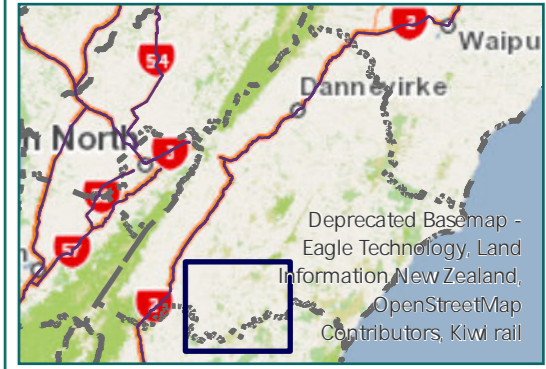 2
Waipu
54
Dannevirke
n North
3
57
2
Deprecated Basemap -
Eagle Technology, Land
Information New Zealand,
OpenStreetMap
Contributors, Kiwi rail